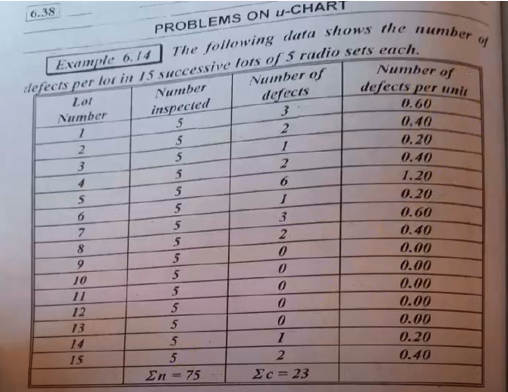 6.38
PROBLEMS ON u-CHART
Example 6.14 The following data shows the number of
defects per lot in 15 successive lots of 5 radio sets each.
Lot Number | Number inspected | Number of defects | Number of defects per unit
1 5 3 0.60
2 5 2 0.40
3 5 1 0.20
4 5 2 0.40
5 5 6 1.20
6 5 1 0.20
7 5 3 0.60
8 5 2 0.40
9 5 0 0.00
10 5 0 0.00
11 5 0 0.00
12 5 0 0.00
13 5 0 0.00
14 5 1 0.20
15 5 2 0.40
Σn = 75 Σc = 23